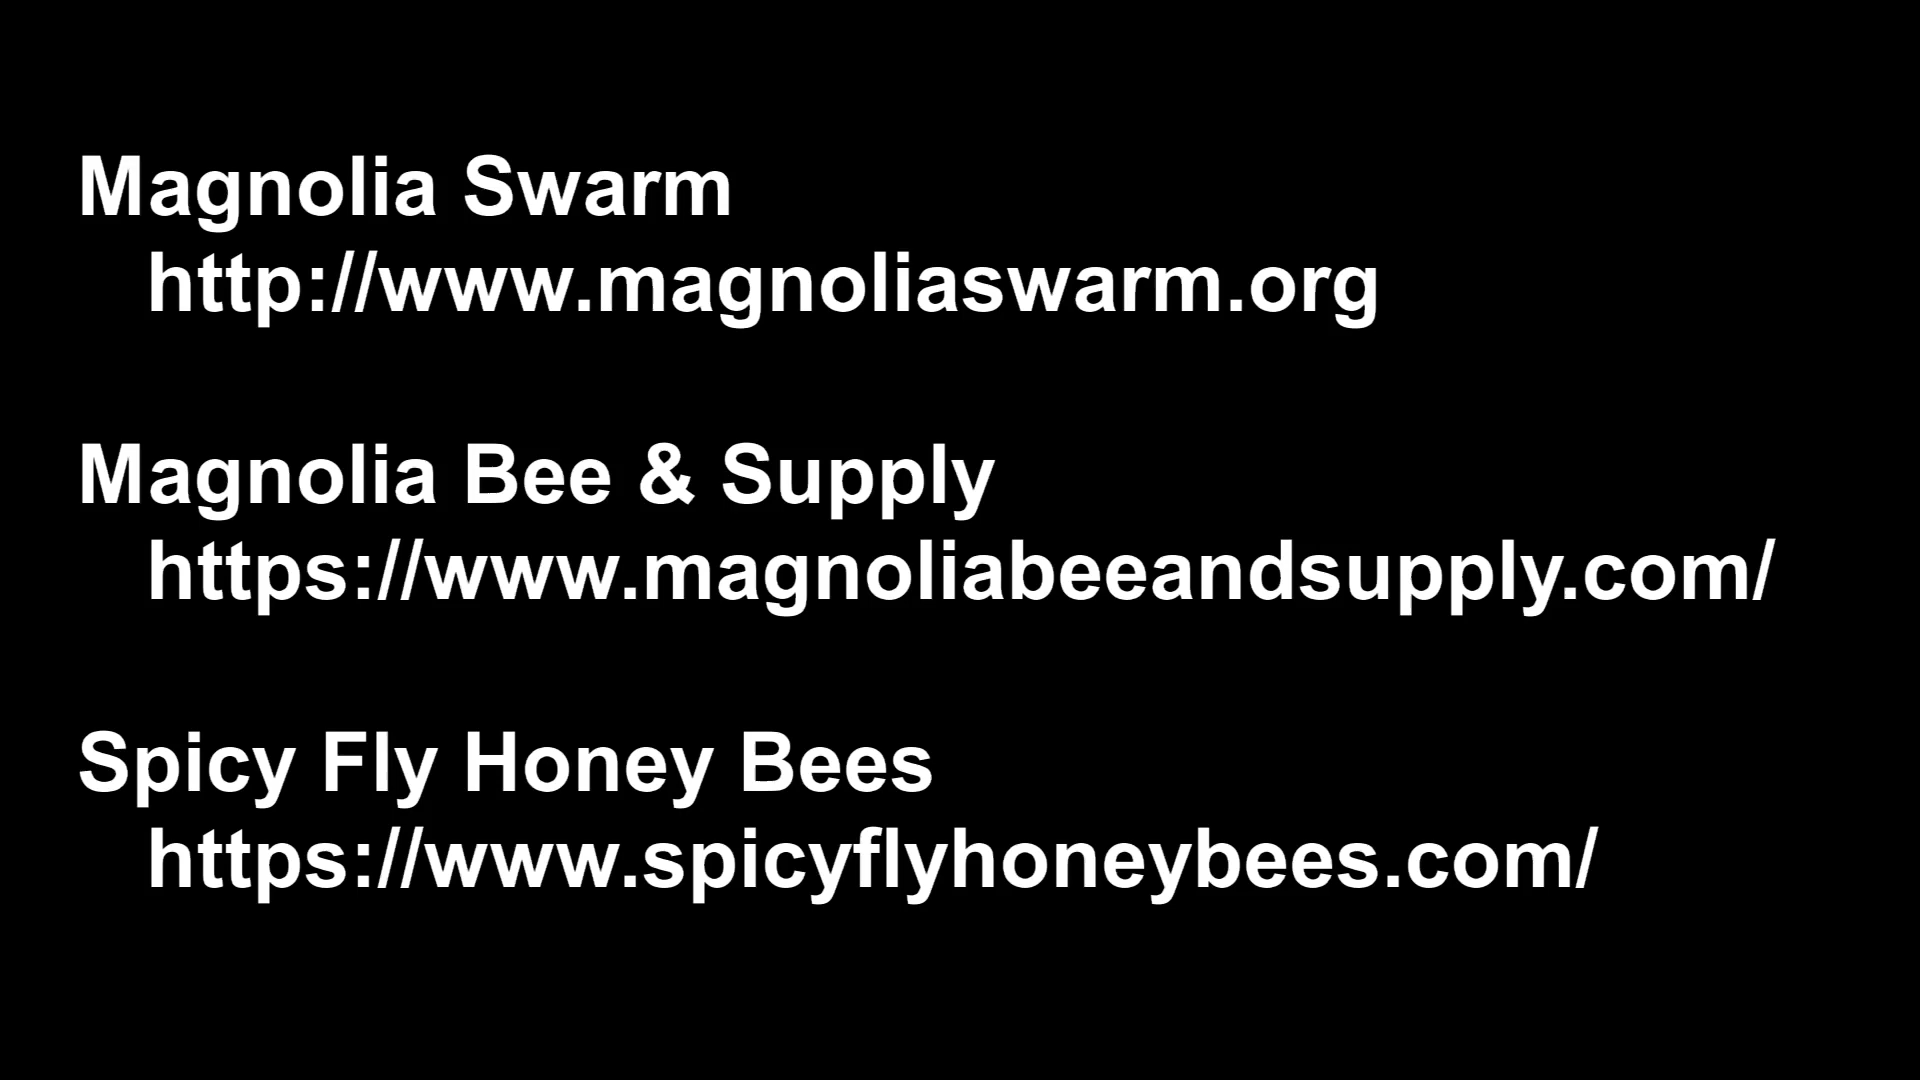 Magnolia Swarm
http://www.magnoliaswarm.org
Magnolia Bee & Supply
https://www.magnoliabeeandsupply.com/
Spicy Fly Honey Bees
https://www.spicyflyhoneybees.com/